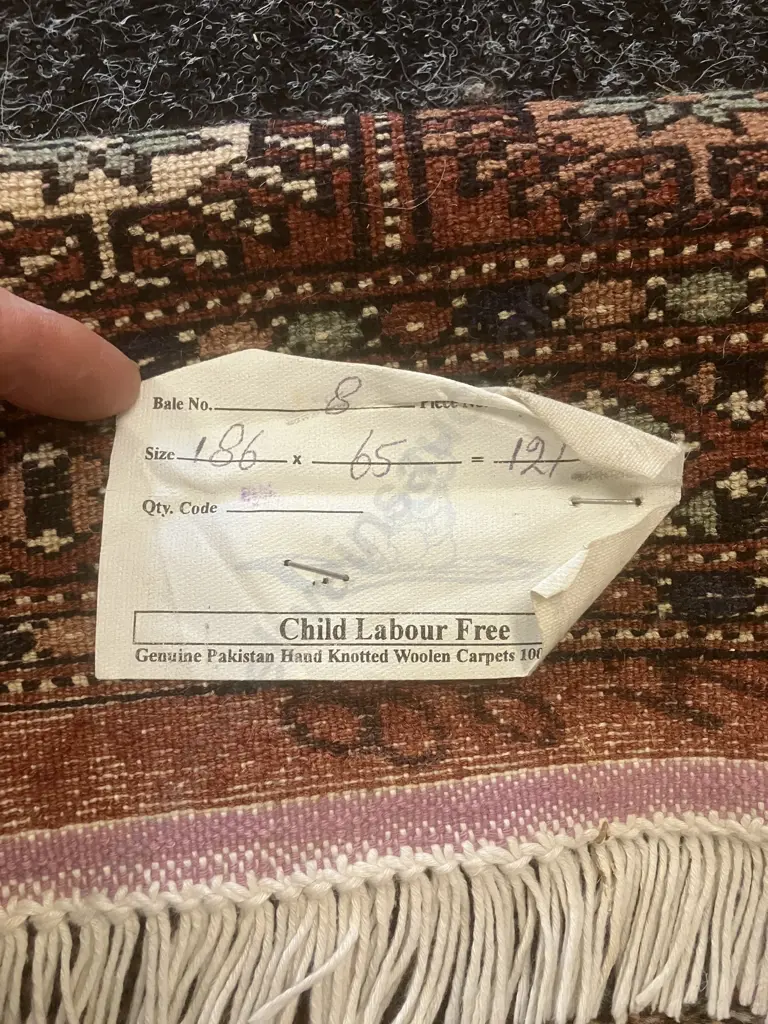 Bale No. 8
Size 186 x 65 = 121
Qty. Code
Child Labour Free
Genuine Pakistan Hand Knotted Woolen Carpets